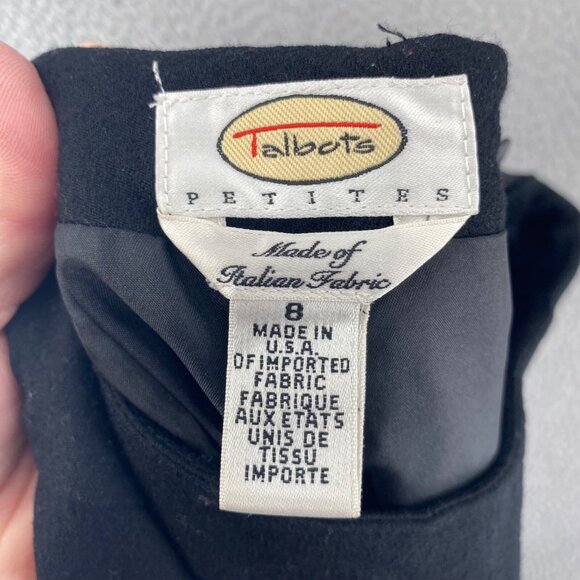 Talbots
PETITES
Made of
Italian Fabric
8
MADE IN
U.S.A.
OF IMPORTED
FABRIC
FABRIQUE
AUX ETATS
UNIS DE
TISSU
IMPORTE